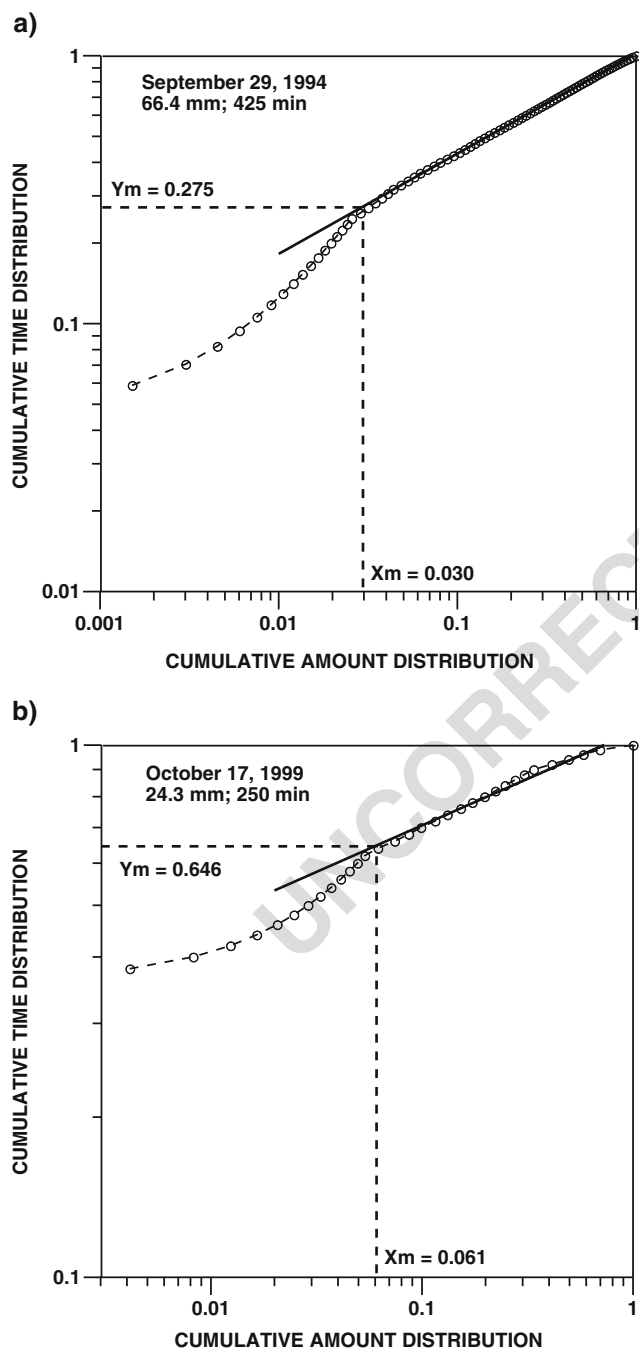 a)
1
September 29, 1994
66.4 mm; 425 min
Ym = 0.275
0.1
CUMULATIVE TIME DISTRIBUTION
Xm = 0.030
0.01
0.001
0.01
0.1
1
CUMULATIVE AMOUNT DISTRIBUTION
UNCORRECT
b)
1
October 17, 1999
24.3 mm; 250 min
Ym = 0.646
CUMULATIVE TIME DISTRIBUTION
Xm = 0.061
0.1
0.01
0.1
1
CUMULATIVE AMOUNT DISTRIBUTION